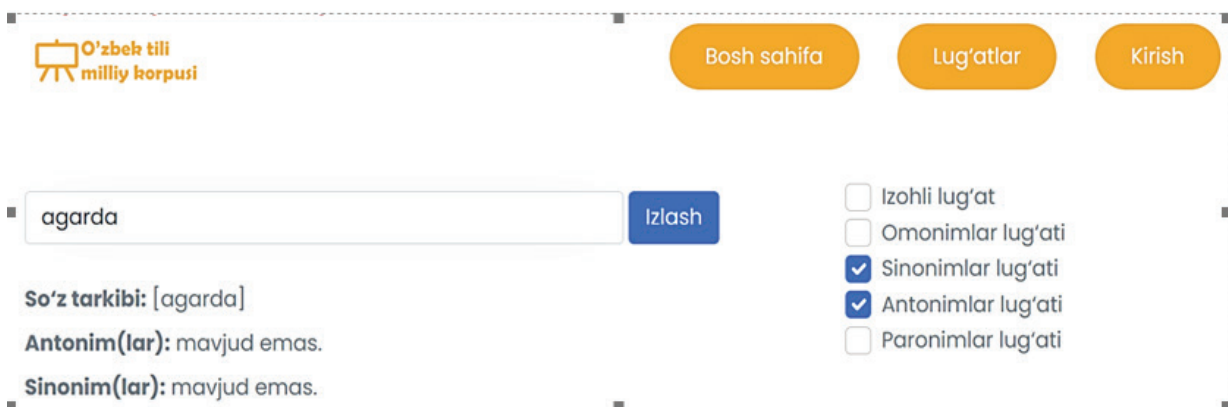 O'zbek tili
milliy korpusi
Bosh sahifa
Lug‘atlar
Kirish
agarda
Izlash
Izohli lug‘at
Omonimlar lug‘ati
Sinonimlar lug‘ati
Antonimlar lug‘ati
Paronimlar lug‘ati
So‘z tarkibi: [agarda]
Antonim(lar): mavjud emas.
Sinonim(lar): mavjud emas.